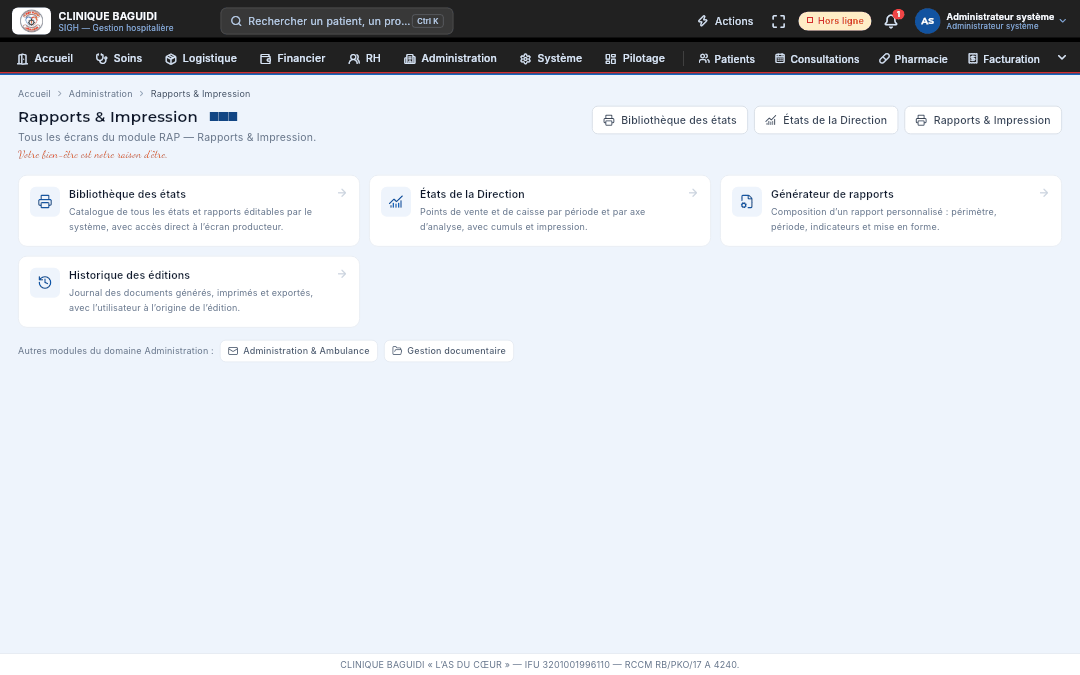 CLINIQUE BAGUIDI
SIGH — Gestion hospitalière
Rechercher un patient, un pro... Ctrl K
Actions
Hors ligne
1
AS
Administrateur système
Administrateur système
Accueil
Soins
Logistique
Financier
RH
Administration
Système
Pilotage
Patients
Consultations
Pharmacie
Facturation
Accueil > Administration > Rapports & Impression
Rapports & Impression
Tous les écrans du module RAP — Rapports & Impression.
Votre bien-être est notre raison d'être.
Bibliothèque des états
États de la Direction
Rapports & Impression
Bibliothèque des états
Catalogue de tous les états et rapports éditables par le
système, avec accès direct à l'écran producteur.
États de la Direction
Points de vente et de caisse par période et par axe
d'analyse, avec cumuls et impression.
Générateur de rapports
Composition d'un rapport personnalisé : périmètre,
période, indicateurs et mise en forme.
Historique des éditions
Journal des documents générés, imprimés et exportés,
avec l'utilisateur à l'origine de l'édition.
Autres modules du domaine Administration :
Administration & Ambulance
Gestion documentaire
CLINIQUE BAGUIDI « L'AS DU CŒUR » — IFU 3201001996110 — RCCM RB/PKO/17 A 4240.